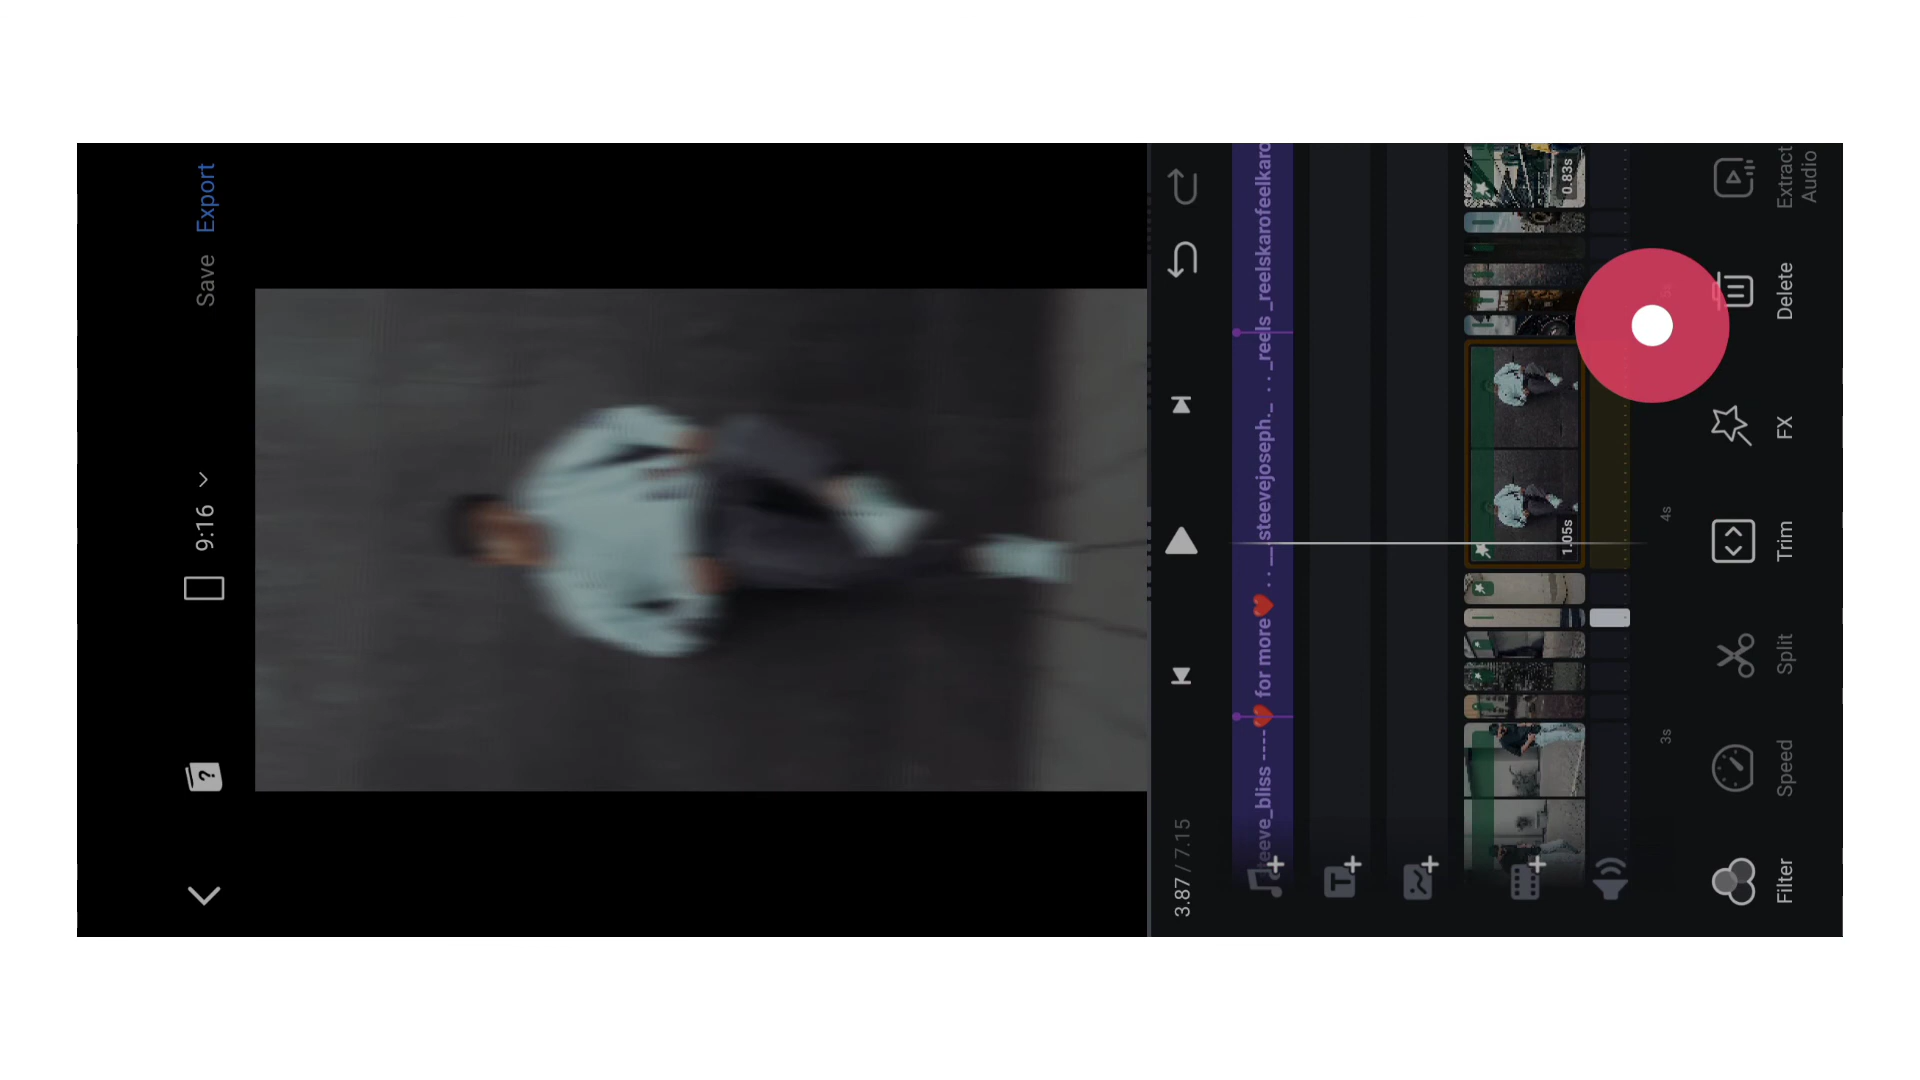 9:16
Save
Export
3.87 / 7.15
eeve_bliss ----❤️ for more❤️ . . ___steevejoseph._ . . ._reels _reelskarofeelkaro
0.83s
1.05s
3s
4s
Filter
Speed
Split
Trim
FX
Delete
Extract
Audio